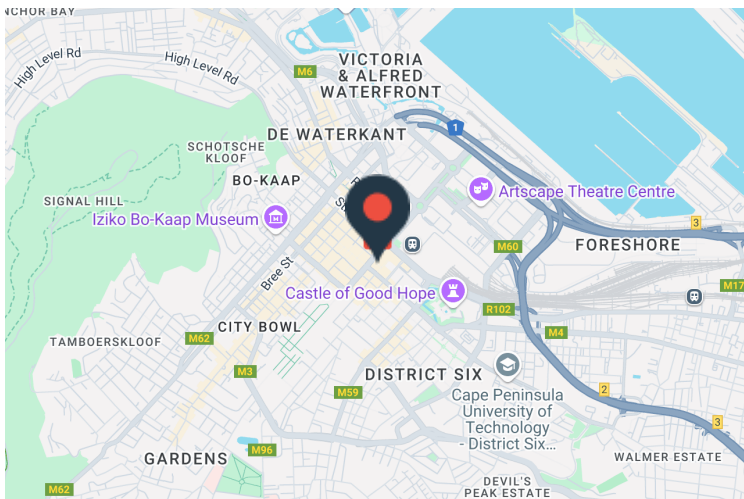 NCHOR BAY
High Level Rd
High Level Rd
M6
VICTORIA
& ALFRED
WATERFRONT
1
DE WATERKANT
SCHOTSCHE
KLOOF
BO-KAAP
SIGNAL HILL
Iziko Bo-Kaap Museum
Artscape Theatre Centre
3
M60
FORESHORE
Bree St
M17
Castle of Good Hope
R102
CITY BOWL
M4
TAMBOERSKLOOF
M62
M3
DISTRICT SIX
M59
2
Cape Peninsula
University of
Technology
- District Six...
3
GARDENS
M96
WALMER ESTATE
M62
DEVIL'S
PEAK ESTATE